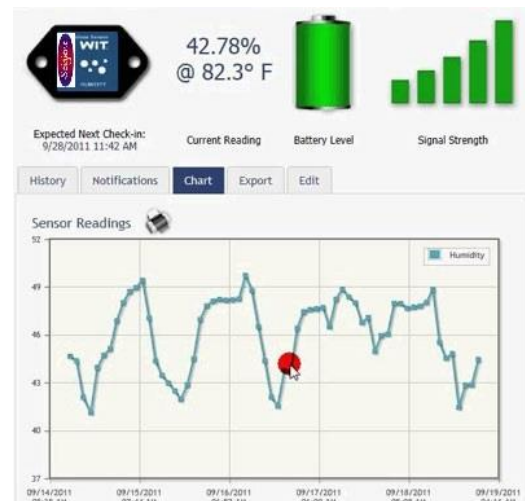 WIT
HUMIDITY
42.78%
@ 82.3° F
Expected Next Check-in:
9/28/2011 11:42 AM
Current Reading
Battery Level
Signal Strength
History
Notifications
Chart
Export
Edit
Sensor Readings
52
Humidity
49
46
43
40
37
09/14/2011
09/15/2011
09/16/2011
09/17/2011
09/18/2011
09/19/2011